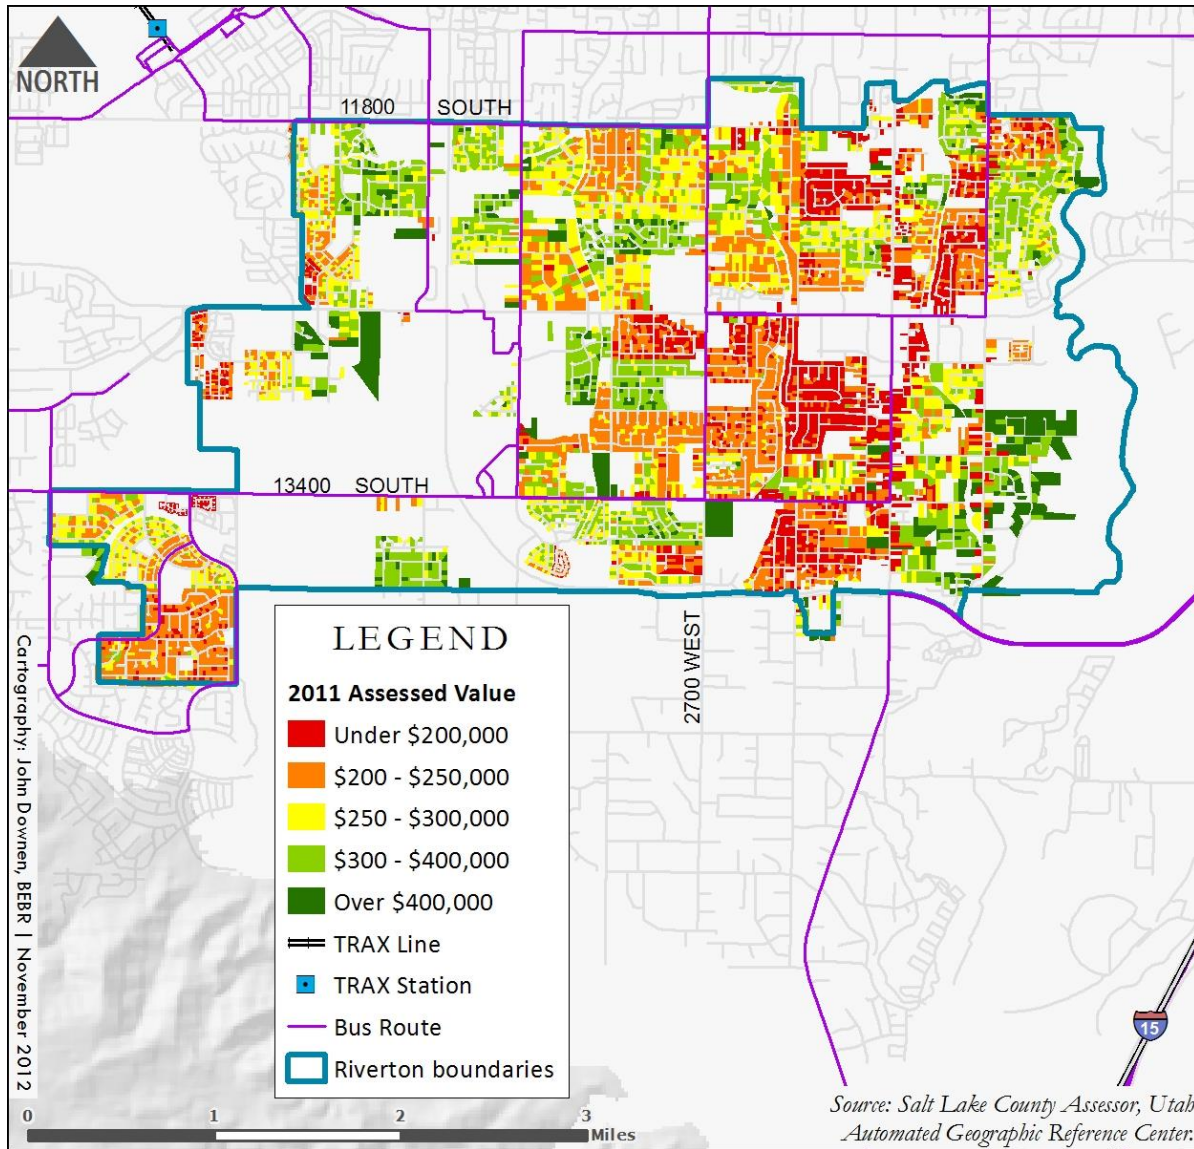 NORTH
11800 SOUTH
13400 SOUTH
2700 WEST
LEGEND
2011 Assessed Value
Under $200,000
$200 - $250,000
$250 - $300,000
$300 - $400,000
Over $400,000
TRAX Line
TRAX Station
Bus Route
Riverton boundaries
Cartography: John Downen, BEBR | November 2012
15
0 1 2 3
Miles
Source: Salt Lake County Assessor, Utah
Automated Geographic Reference Center.